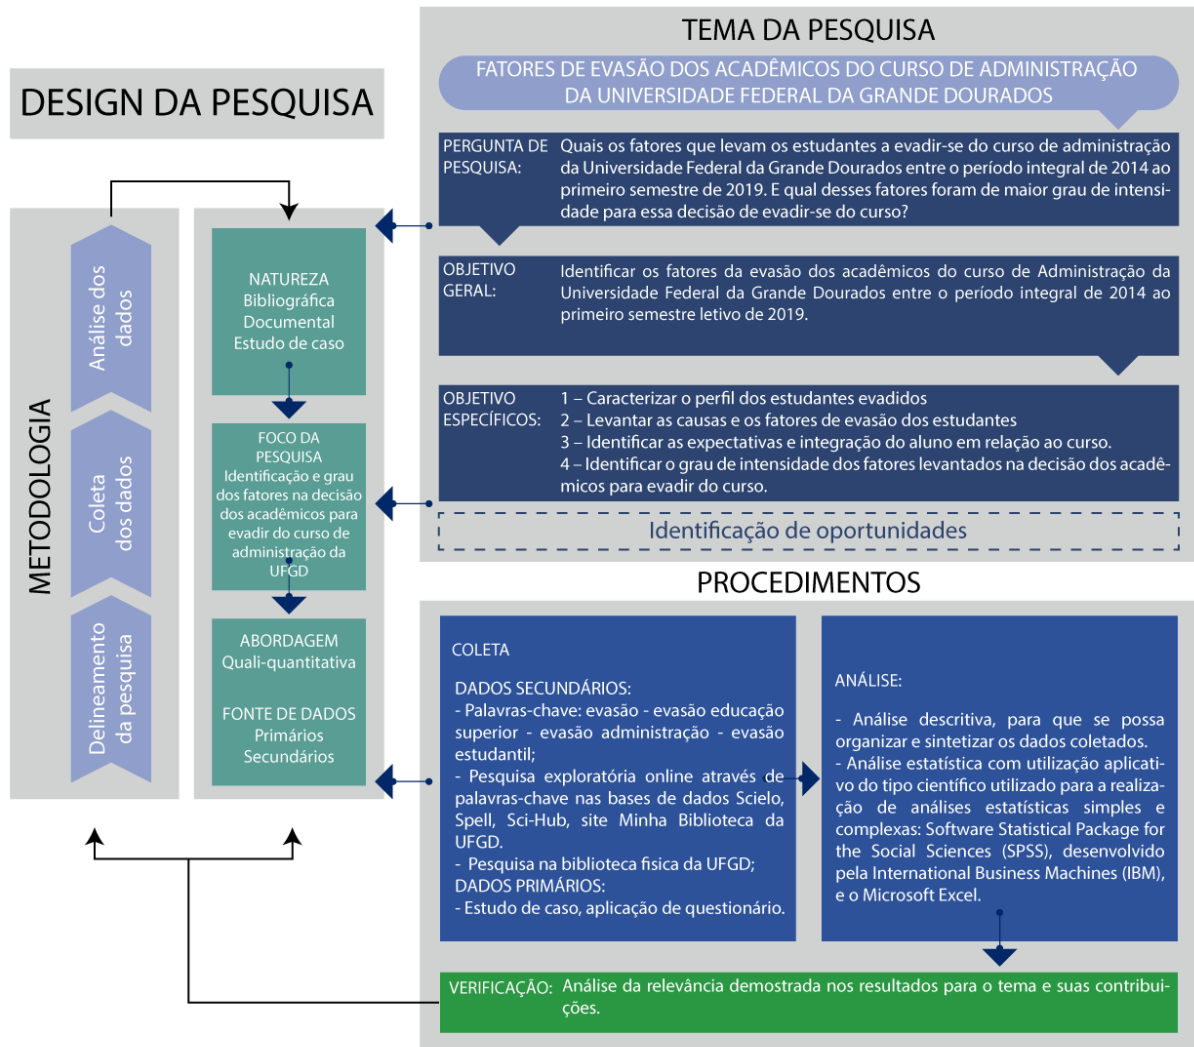 DESIGN DA PESQUISA
METODOLOGIA
Análise dos
dados
Coleta
dos dados
Delineamento
da pesquisa
NATUREZA
Bibliográfica
Documental
Estudo de caso
FOCO DA
PESQUISA
Identificação e grau
dos fatores na decisão
dos acadêmicos para
evadir do curso de
administração da
UFGD
ABORDAGEM
Quali-quantitativa
FONTE DE DADOS
Primários
Secundários
TEMA DA PESQUISA
FATORES DE EVASÃO DOS ACADÊMICOS DO CURSO DE ADMINISTRAÇÃO
DA UNIVERSIDADE FEDERAL DA GRANDE DOURADOS
PERGUNTA DE
PESQUISA:
Quais os fatores que levam os estudantes a evadir-se do curso de administração
da Universidade Federal da Grande Dourados entre o período integral de 2014 ao
primeiro semestre de 2019. E qual desses fatores foram de maior grau de intensi-
dade para essa decisão de evadir-se do curso?
OBJETIVO
GERAL:
Identificar os fatores da evasão dos acadêmicos do curso de Administração da
Universidade Federal da Grande Dourados entre o período integral de 2014 ao
primeiro semestre letivo de 2019.
OBJETIVO
ESPECÍFICOS:
1 – Caracterizar o perfil dos estudantes evadidos
2 – Levantar as causas e os fatores de evasão dos estudantes
3 – Identificar as expectativas e integração do aluno em relação ao curso.
4 – Identificar o grau de intensidade dos fatores levantados na decisão dos acadê-
micos para evadir do curso.
Identificação de oportunidades
PROCEDIMENTOS
COLETA
DADOS SECUNDÁRIOS:
- Palavras-chave: evasão - evasão educação
superior - evasão administração - evasão
estudantil;
- Pesquisa exploratória online através de
palavras-chave nas bases de dados Scielo,
Spell, Sci-Hub, site Minha Biblioteca da
UFGD.
- Pesquisa na biblioteca fisica da UFGD;
DADOS PRIMÁRIOS:
- Estudo de caso, aplicação de questionário.
ANÁLISE:
- Análise descritiva, para que se possa
organizar e sintetizar os dados coletados.
- Análise estatística com utilização aplicati-
vo do tipo científico utilizado para a realiza-
ção de análises estatísticas simples e
complexas: Software Statistical Package for
the Social Sciences (SPSS), desenvolvido
pela International Business Machines (IBM),
e o Microsoft Excel.
VERIFICAÇÃO:
Análise da relevância demostrada nos resultados para o tema e suas contribui-
ções.